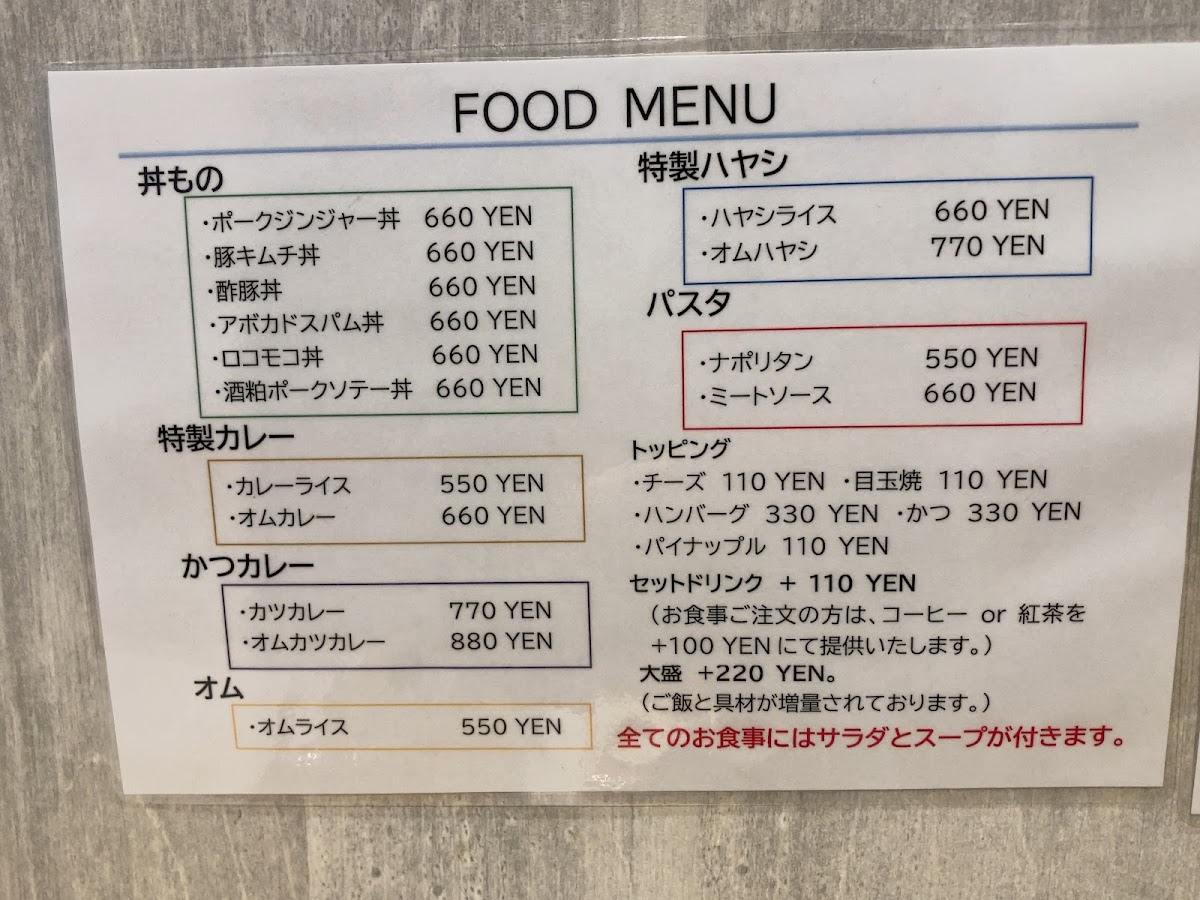 FOOD MENU
丼もの
・ポークジンジャー丼 660 YEN
・豚キムチ丼 660 YEN
・酢豚丼 660 YEN
・アボカドスパム丼 660 YEN
・ロコモコ丼 660 YEN
・酒粕ポークソテー丼 660 YEN
特製カレー
・カレーライス 550 YEN
・オムカレー 660 YEN
かつカレー
・カツカレー 770 YEN
・オムカツカレー 880 YEN
オム
・オムライス 550 YEN
特製ハヤシ
・ハヤシライス 660 YEN
・オムハヤシ 770 YEN
パスタ
・ナポリタン 550 YEN
・ミートソース 660 YEN
トッピング
・チーズ 110 YEN ・目玉焼 110 YEN
・ハンバーグ 330 YEN ・かつ 330 YEN
・パイナップル 110 YEN
セットドリンク + 110 YEN
（お食事ご注文の方は、コーヒー or 紅茶を
+100 YENにて提供いたします。）
大盛 +220 YEN。
（ご飯と具材が増量されております。）
全てのお食事にはサラダとスープが付きます。